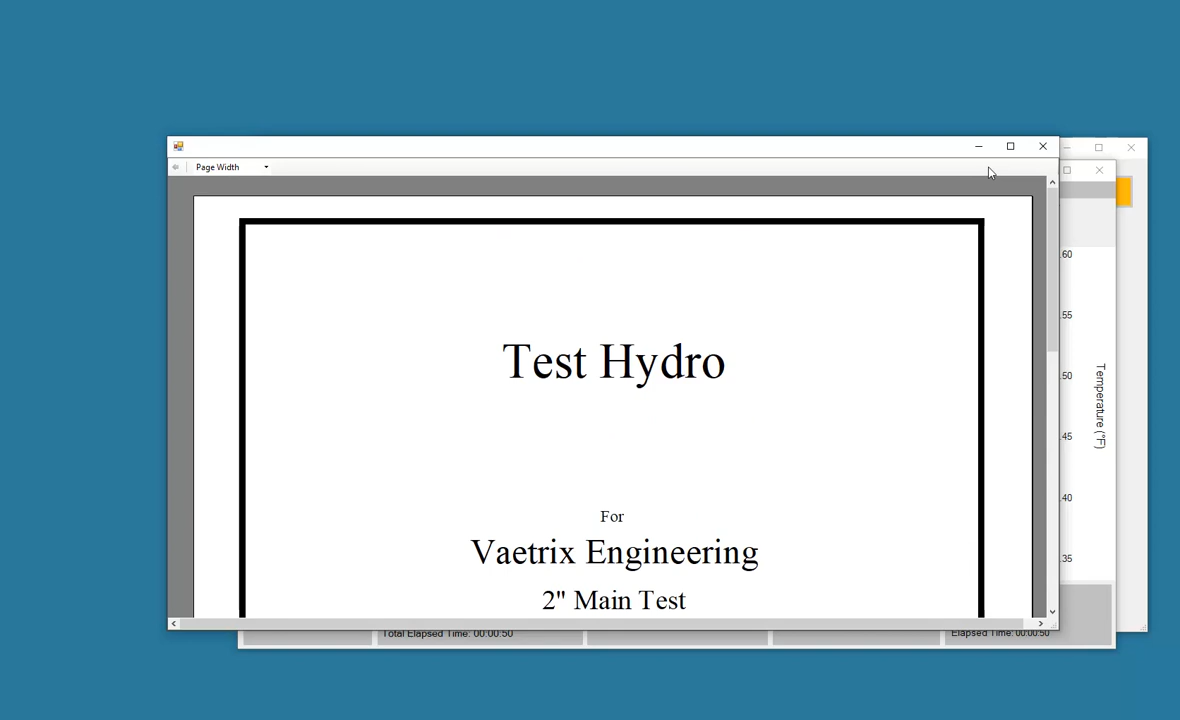 Page Width
Test Hydro
For
Vaetrix Engineering
2" Main Test
60
55
50
45
40
35
Temperature (°F)
Total Elapsed Time: 00:00:50
Elapsed Time: 00:00:50